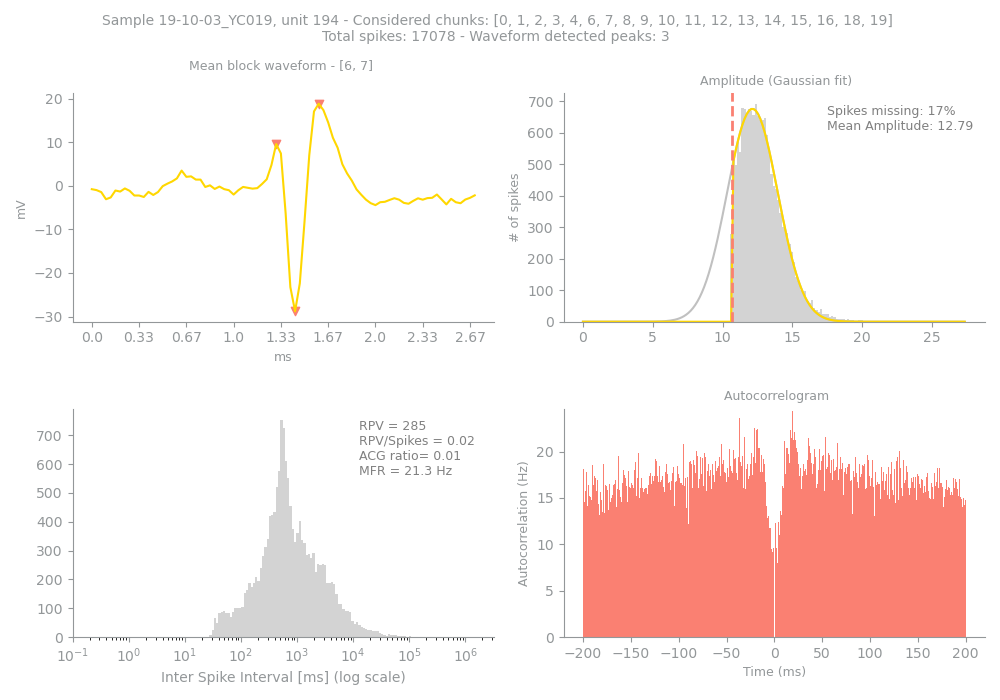 Sample 19-10-03_YC019, unit 194 - Considered chunks: [0, 1, 2, 3, 4, 6, 7, 8, 9, 10, 11, 12, 13, 14, 15, 16, 18, 19]
Total spikes: 17078 - Waveform detected peaks: 3
Mean block waveform - [6, 7]
20
10
0
−10
−20
−30
mV
0.0 0.33 0.67 1.0 1.33 1.67 2.0 2.33 2.67
ms
Amplitude (Gaussian fit)
Spikes missing: 17%
Mean Amplitude: 12.79
700
600
500
400
300
200
100
0
# of spikes
0 5 10 15 20 25
RPV = 285
RPV/Spikes = 0.02
ACG ratio= 0.01
MFR = 21.3 Hz
700
600
500
400
300
200
100
0
10⁻¹ 10⁰ 10¹ 10² 10³ 10⁴ 10⁵ 10⁶
Inter Spike Interval [ms] (log scale)
Autocorrelogram
20
15
10
5
0
Autocorrelation (Hz)
−200 −150 −100 −50 0 50 100 150 200
Time (ms)